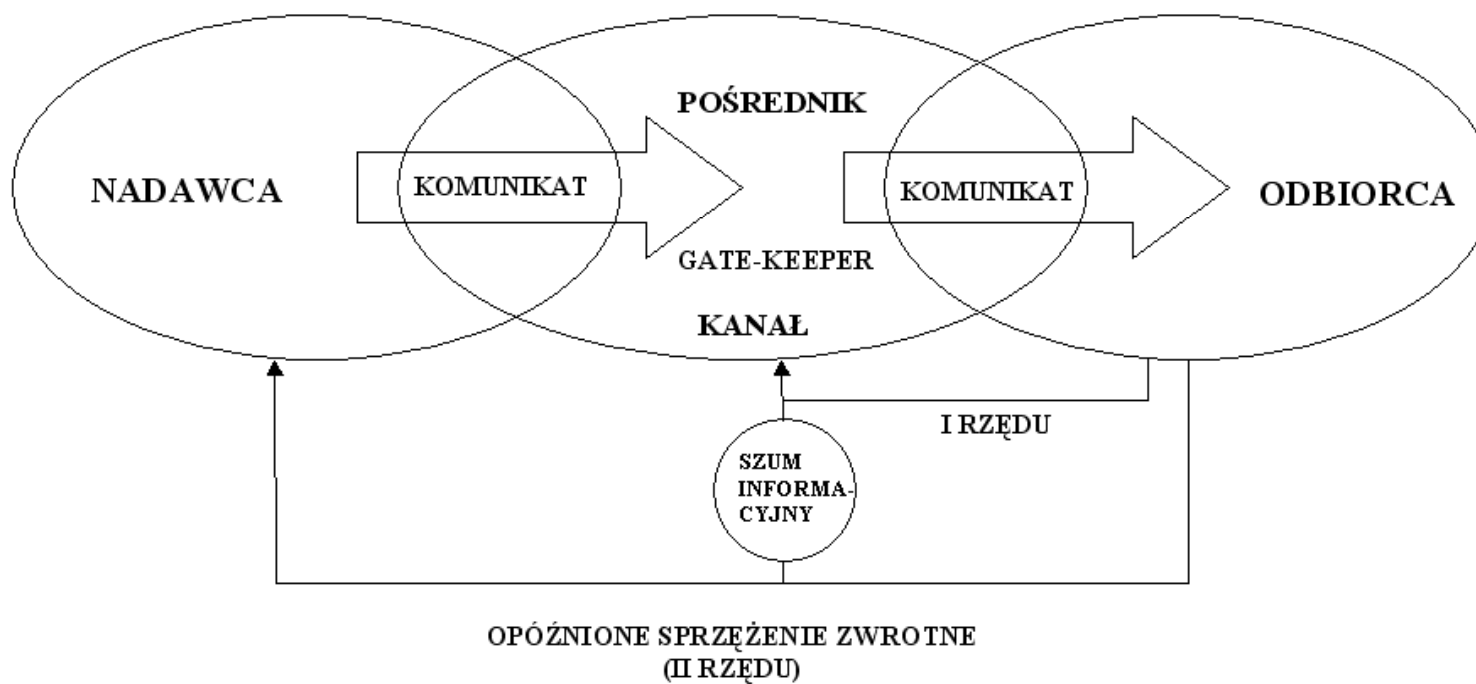 POŚREDNIK
NADAWCA
KOMUNIKAT
KOMUNIKAT
ODBIORCA
GATE-KEEPER
KANAŁ
I RZĘDU
SZUM
INFORMA-
CYJNY
OPÓŹNIONE SPRZĘŻENIE ZWROTNE
(II RZĘDU)